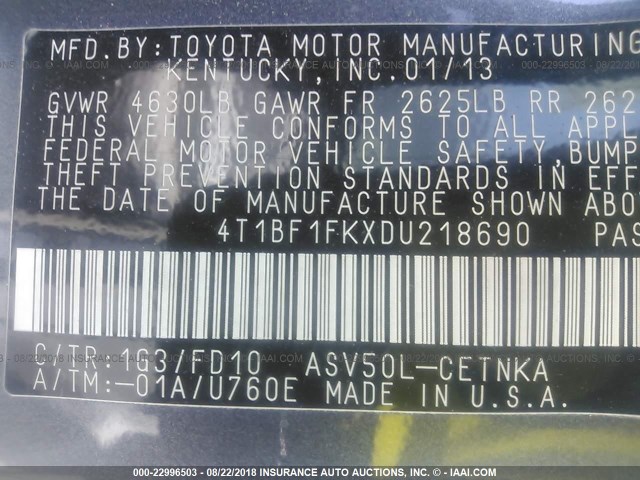 MFD. BY: TOYOTA MOTOR MANUFACTURING
KENTUCKY, INC. 01/13
GVWR 4630LB GAWR FR 2625LB RR 262
THIS VEHICLE CONFORMS TO ALL APPL
FEDERAL MOTOR VEHICLE SAFETY, BUMP
THEFT PREVENTION STANDARDS IN EFF
THE DATE OF MANUFACTURE SHOWN ABO
4T1BF1FKXDU218690 PAS
C/TR: 1G3/FD10 ASV50L-CETNKA
A/TM:-01A/U760E MADE IN U.S.A.
000-22996503 - 08/22/2018 - INSURANCE AUTO AUCTIONS, INC. - © - IAAI.COM